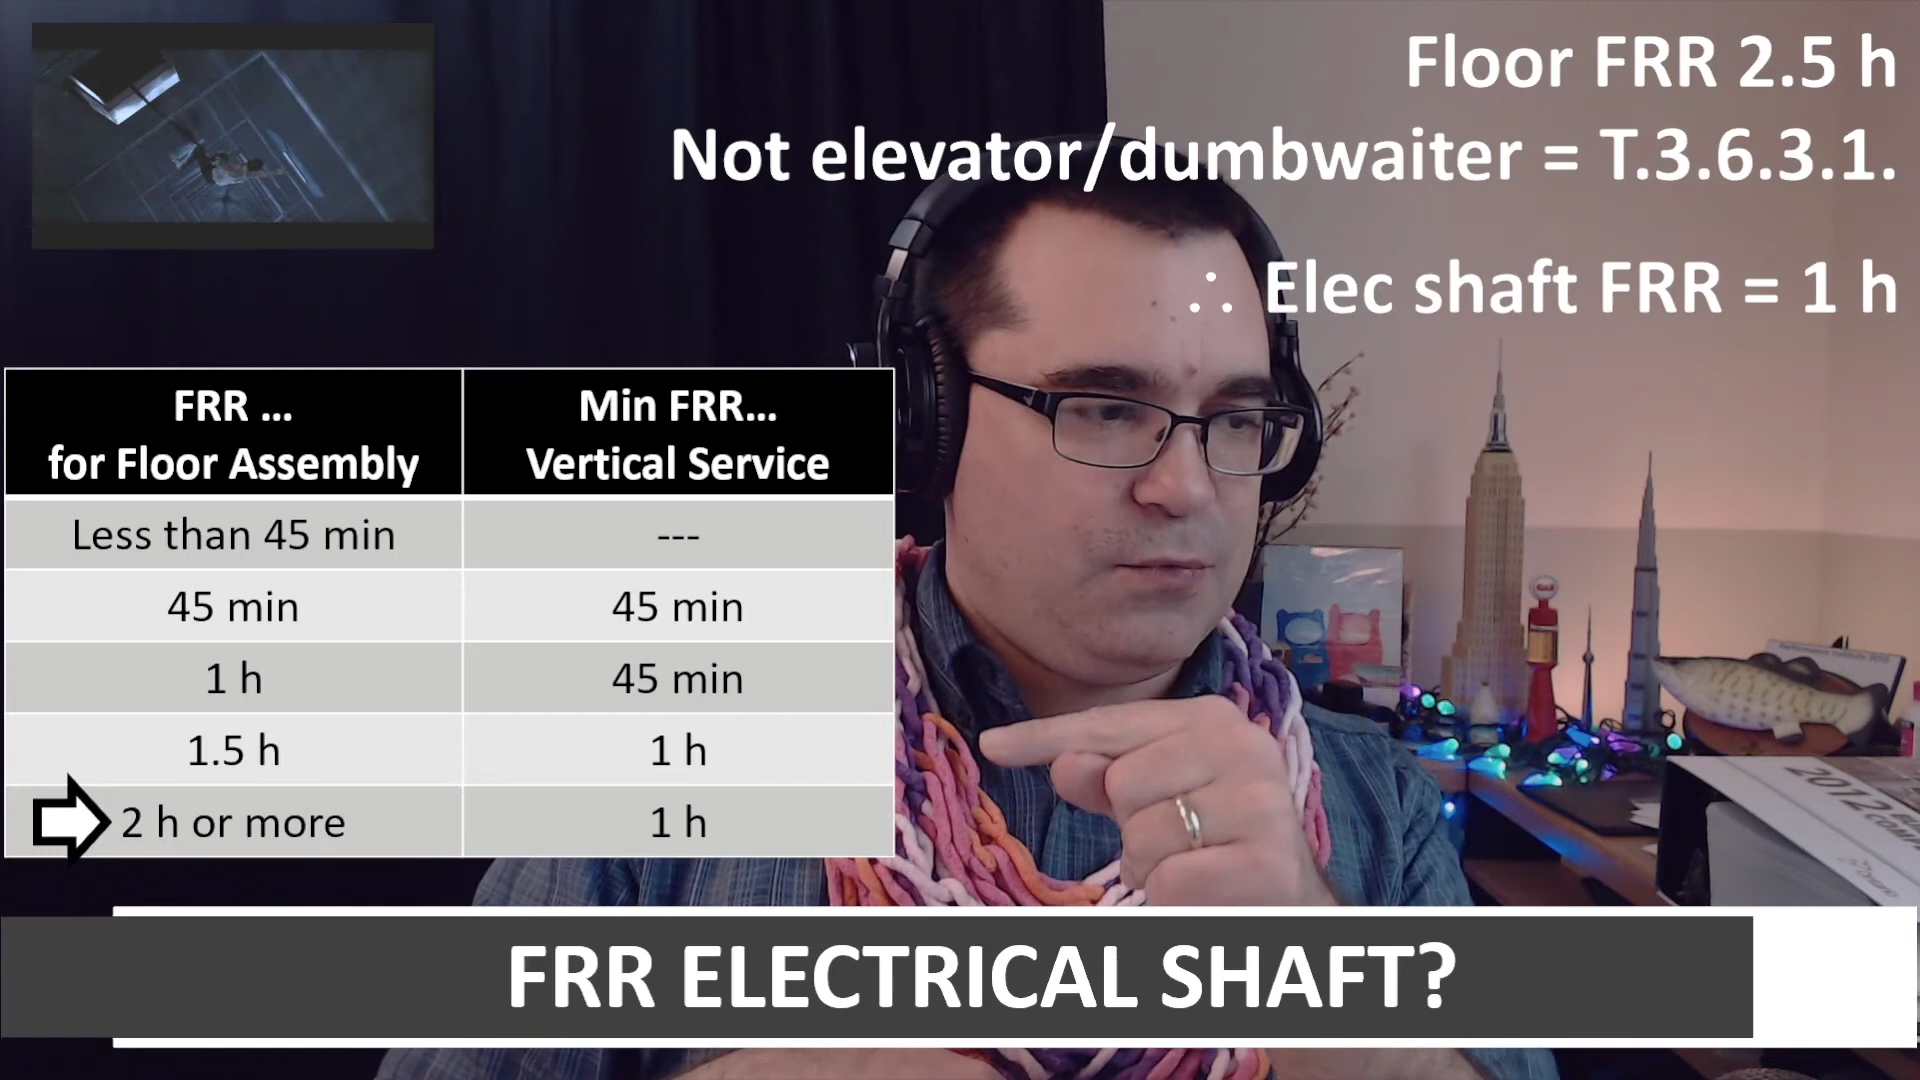 Floor FRR 2.5 h
Not elevator/dumbwaiter = T.3.6.3.1.
∴ Elec shaft FRR = 1 h
FRR ... Min FRR...
for Floor Assembly Vertical Service
Less than 45 min ---
45 min 45 min
1 h 45 min
1.5 h 1 h
2 h or more 1 h
2012
FRR ELECTRICAL SHAFT?